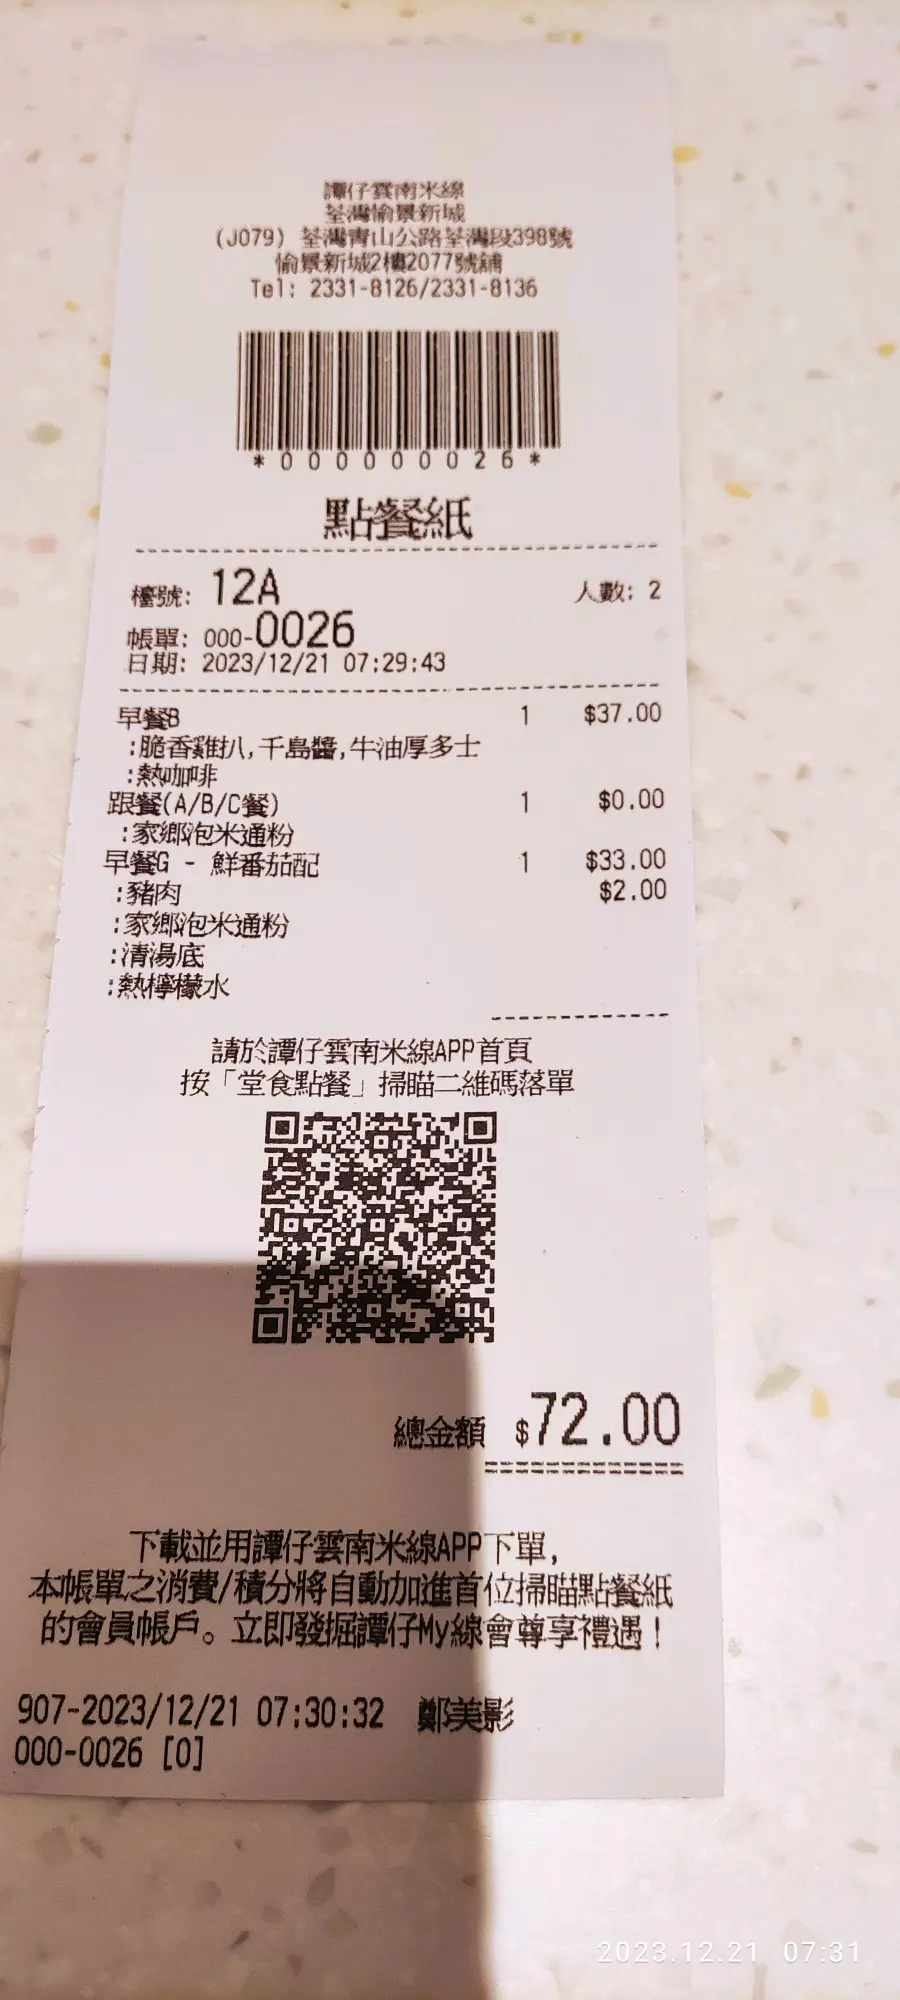 譚仔雲南米線
荃灣愉景新城
(J079) 荃灣青山公路荃灣段398號
愉景新城2樓2077號舖
Tel: 2331-8126/2331-8136
*000000026*
點餐紙
檯號: 12A 人數: 2
帳單: 000-0026
日期: 2023/12/21 07:29:43
早餐B 1 $37.00
:脆香雞扒,千島醬,牛油厚多士
:熱咖啡
跟餐(A/B/C餐) 1 $0.00
:家鄉泡米通粉
早餐G - 鮮番茄配 1 $33.00
:豬肉 $2.00
:家鄉泡米通粉
:清湯底
:熱檸檬水
請於譚仔雲南米線APP首頁
按「堂食點餐」掃瞄二維碼落單
總金額 $72.00
下載並用譚仔雲南米線APP下單,
本帳單之消費/積分將自動加進首位掃瞄點餐紙
的會員帳戶。立即發掘譚仔My線會尊享禮遇！
907-2023/12/21 07:30:32 鄭美影
000-0026 [0]
2023.12.21 07:31